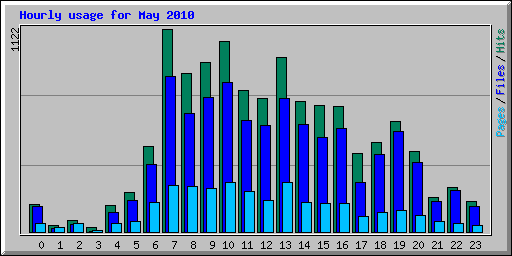 Hourly usage for May 2010
1122
Pages / Files / Hits
0 1 2 3 4 5 6 7 8 9 10 11 12 13 14 15 16 17 18 19 20 21 22 23